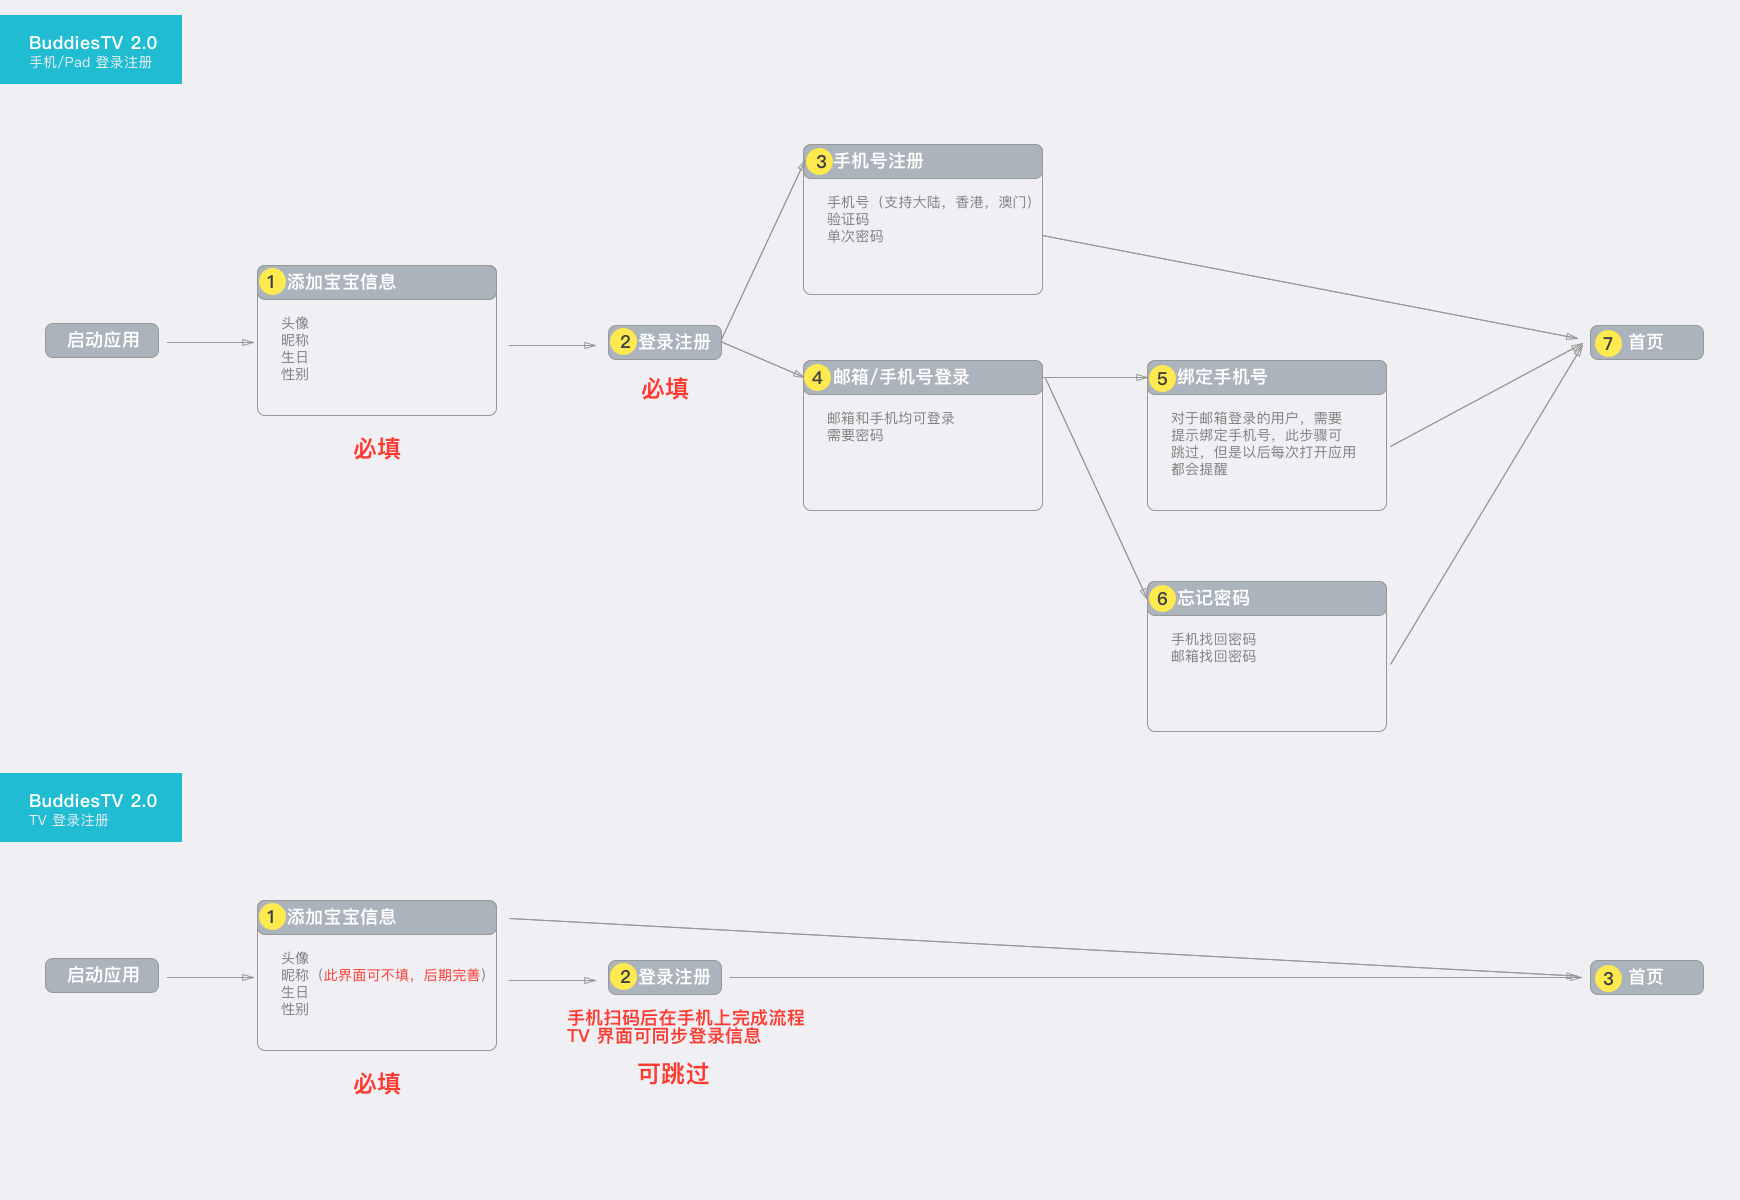 BuddiesTV 2.0
手机/Pad 登录注册
启动应用
1 添加宝宝信息
头像
昵称
生日
性别
必填
2 登录注册
必填
3 手机号注册
手机号（支持大陆，香港，澳门）
验证码
单次密码
4 邮箱/手机号登录
邮箱和手机均可登录
需要密码
5 绑定手机号
对于邮箱登录的用户，需要
提示绑定手机号，此步骤可
跳过，但是以后每次打开应用
都会提醒
6 忘记密码
手机找回密码
邮箱找回密码
7 首页
BuddiesTV 2.0
TV 登录注册
启动应用
1 添加宝宝信息
头像
昵称（此界面可不填，后期完善）
生日
性别
必填
2 登录注册
手机扫码后在手机上完成流程
TV 界面可同步登录信息
可跳过
3 首页